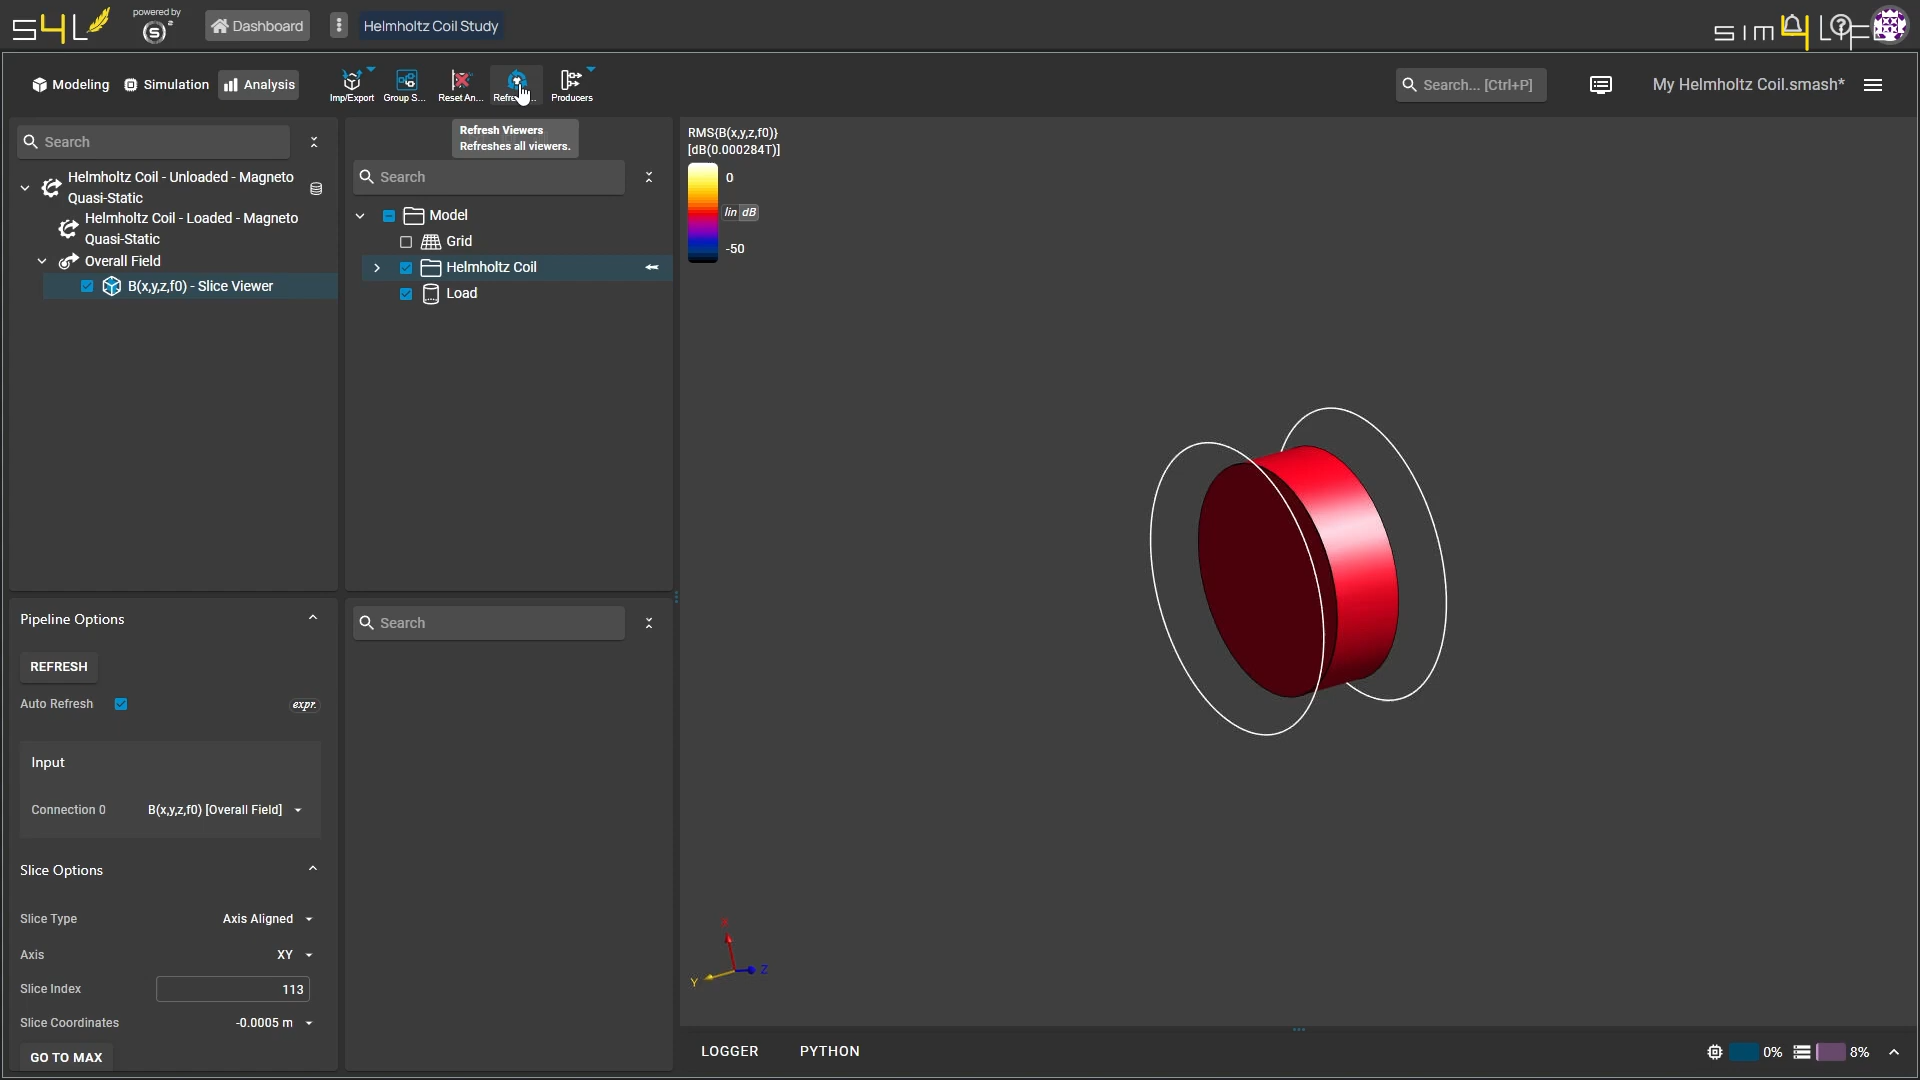 S4L
powered by
Dashboard
Helmholtz Coil Study
Modeling
Simulation
Analysis
Imp/Export
Group S...
Reset An...
Producers
Search... [Ctrl+P]
My Helmholtz Coil.smash*
Refresh Viewers
Refreshes all viewers.
Search
Helmholtz Coil - Unloaded - Magneto
Quasi-Static
Helmholtz Coil - Loaded - Magneto
Quasi-Static
Overall Field
B(x,y,z,f0) - Slice Viewer
Search
Model
Grid
Helmholtz Coil
Load
RMS{B(x,y,z,f0)}
[dB(0.000284T)]
0
lin dB
-50
Pipeline Options
REFRESH
Auto Refresh
expr.
Input
Connection 0
B(x,y,z,f0) [Overall Field]
Slice Options
Slice Type
Axis Aligned
Axis
XY
Slice Index
113
Slice Coordinates
-0.0005 m
GO TO MAX
Search
X
Y
Z
LOGGER
PYTHON
0%
8%